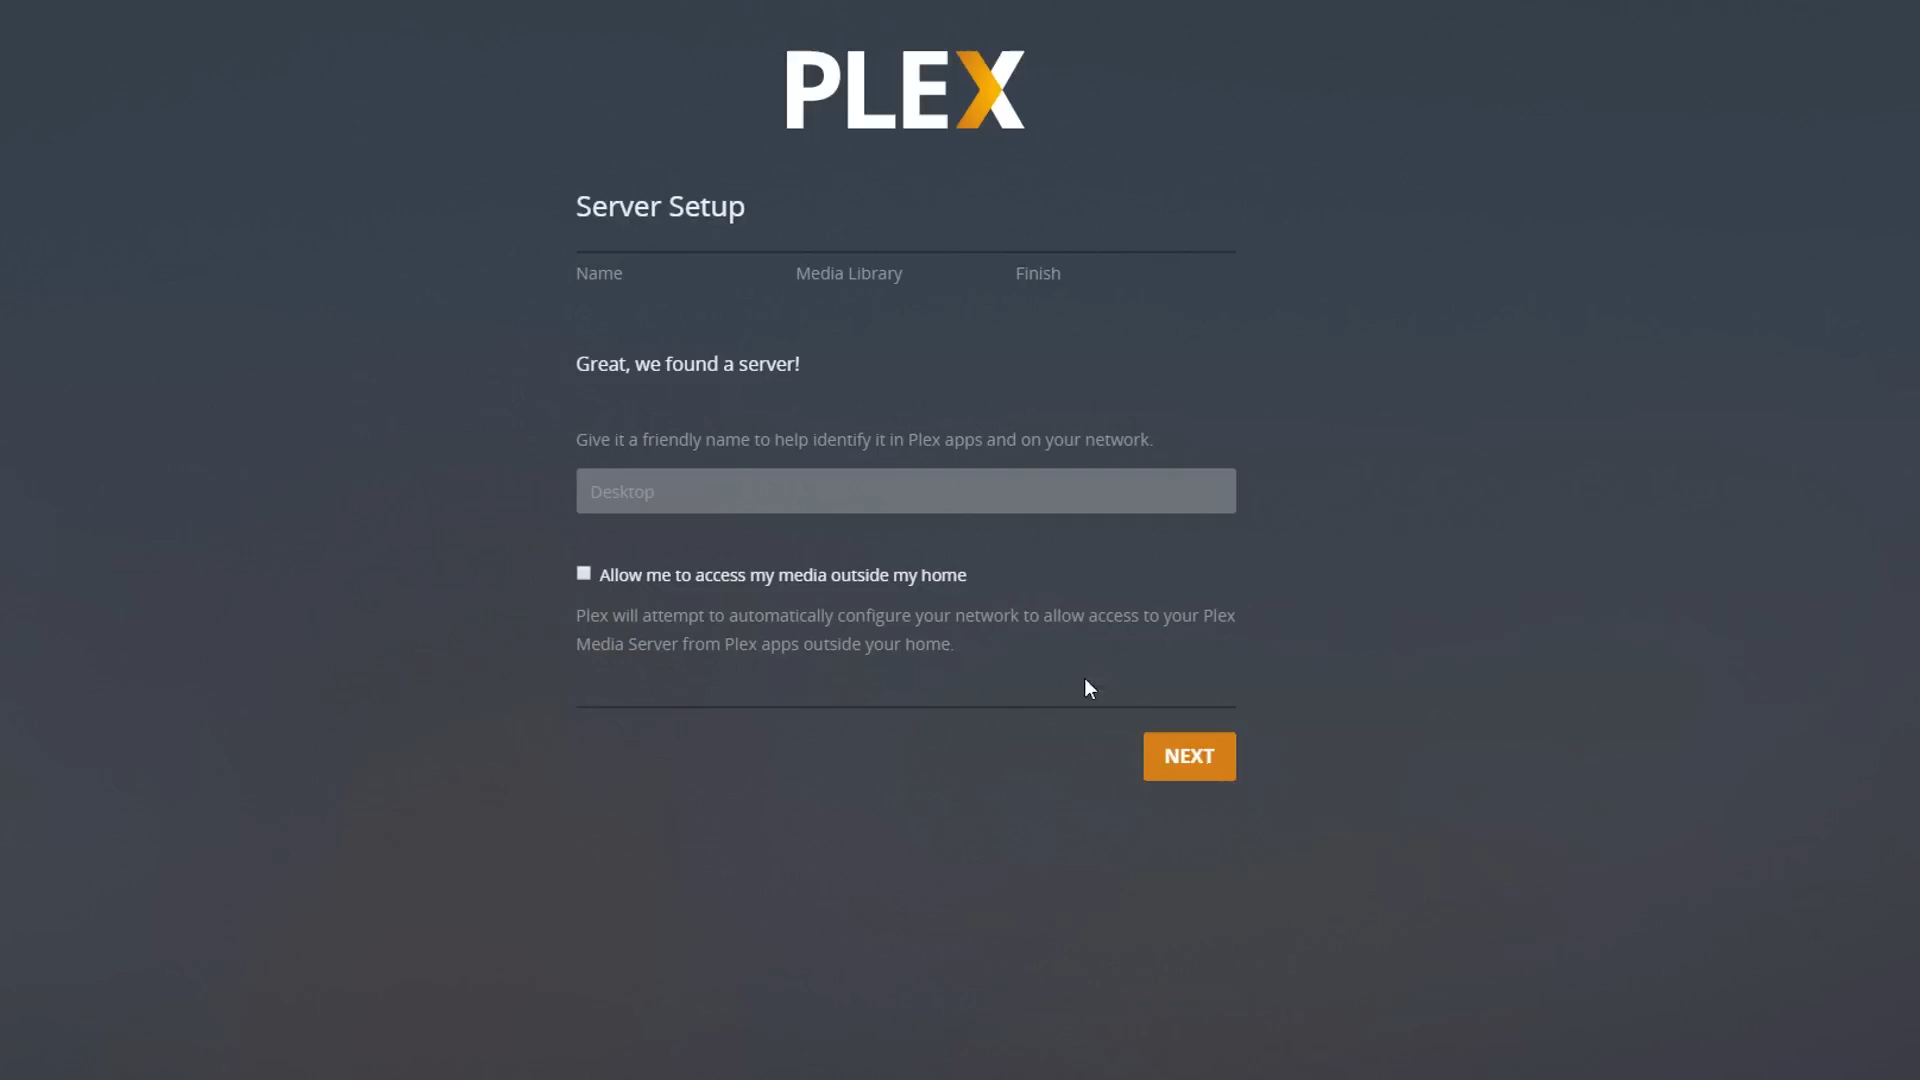 PLEX
Server Setup
Name
Media Library
Finish
Great, we found a server!
Give it a friendly name to help identify it in Plex apps and on your network.
Desktop
Allow me to access my media outside my home
Plex will attempt to automatically configure your network to allow access to your Plex
Media Server from Plex apps outside your home.
NEXT